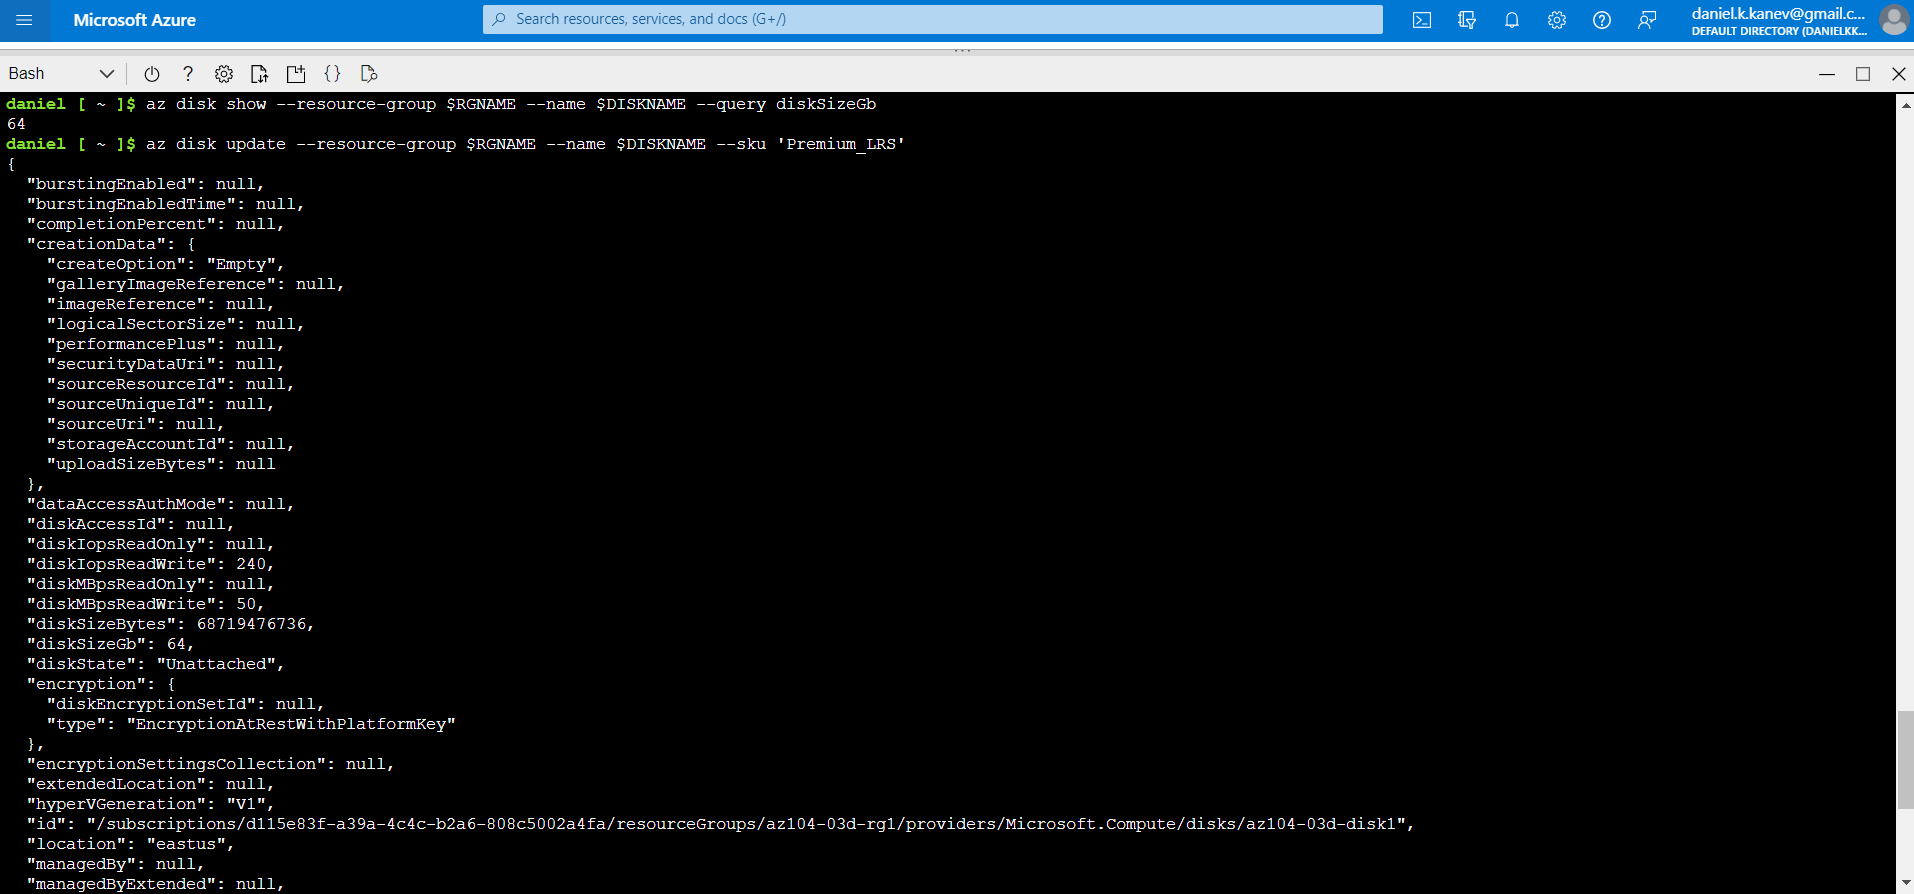 Microsoft Azure
Search resources, services, and docs (G+/)
daniel.k.kanev@gmail.c...
DEFAULT DIRECTORY (DANIELKK...
Bash
daniel [ ~ ]$ az disk show --resource-group $RGNAME --name $DISKNAME --query diskSizeGb
64
daniel [ ~ ]$ az disk update --resource-group $RGNAME --name $DISKNAME --sku 'Premium_LRS'
{
  "burstingEnabled": null,
  "burstingEnabledTime": null,
  "completionPercent": null,
  "creationData": {
    "createOption": "Empty",
    "galleryImageReference": null,
    "imageReference": null,
    "logicalSectorSize": null,
    "performancePlus": null,
    "securityDataUri": null,
    "sourceResourceId": null,
    "sourceUniqueId": null,
    "sourceUri": null,
    "storageAccountId": null,
    "uploadSizeBytes": null
  },
  "dataAccessAuthMode": null,
  "diskAccessId": null,
  "diskIopsReadOnly": null,
  "diskIopsReadWrite": 240,
  "diskMBpsReadOnly": null,
  "diskMBpsReadWrite": 50,
  "diskSizeBytes": 68719476736,
  "diskSizeGb": 64,
  "diskState": "Unattached",
  "encryption": {
    "diskEncryptionSetId": null,
    "type": "EncryptionAtRestWithPlatformKey"
  },
  "encryptionSettingsCollection": null,
  "extendedLocation": null,
  "hyperVGeneration": "V1",
  "id": "/subscriptions/d115e83f-a39a-4c4c-b2a6-808c5002a4fa/resourceGroups/az104-03d-rg1/providers/Microsoft.Compute/disks/az104-03d-disk1",
  "location": "eastus",
  "managedBy": null,
  "managedByExtended": null,